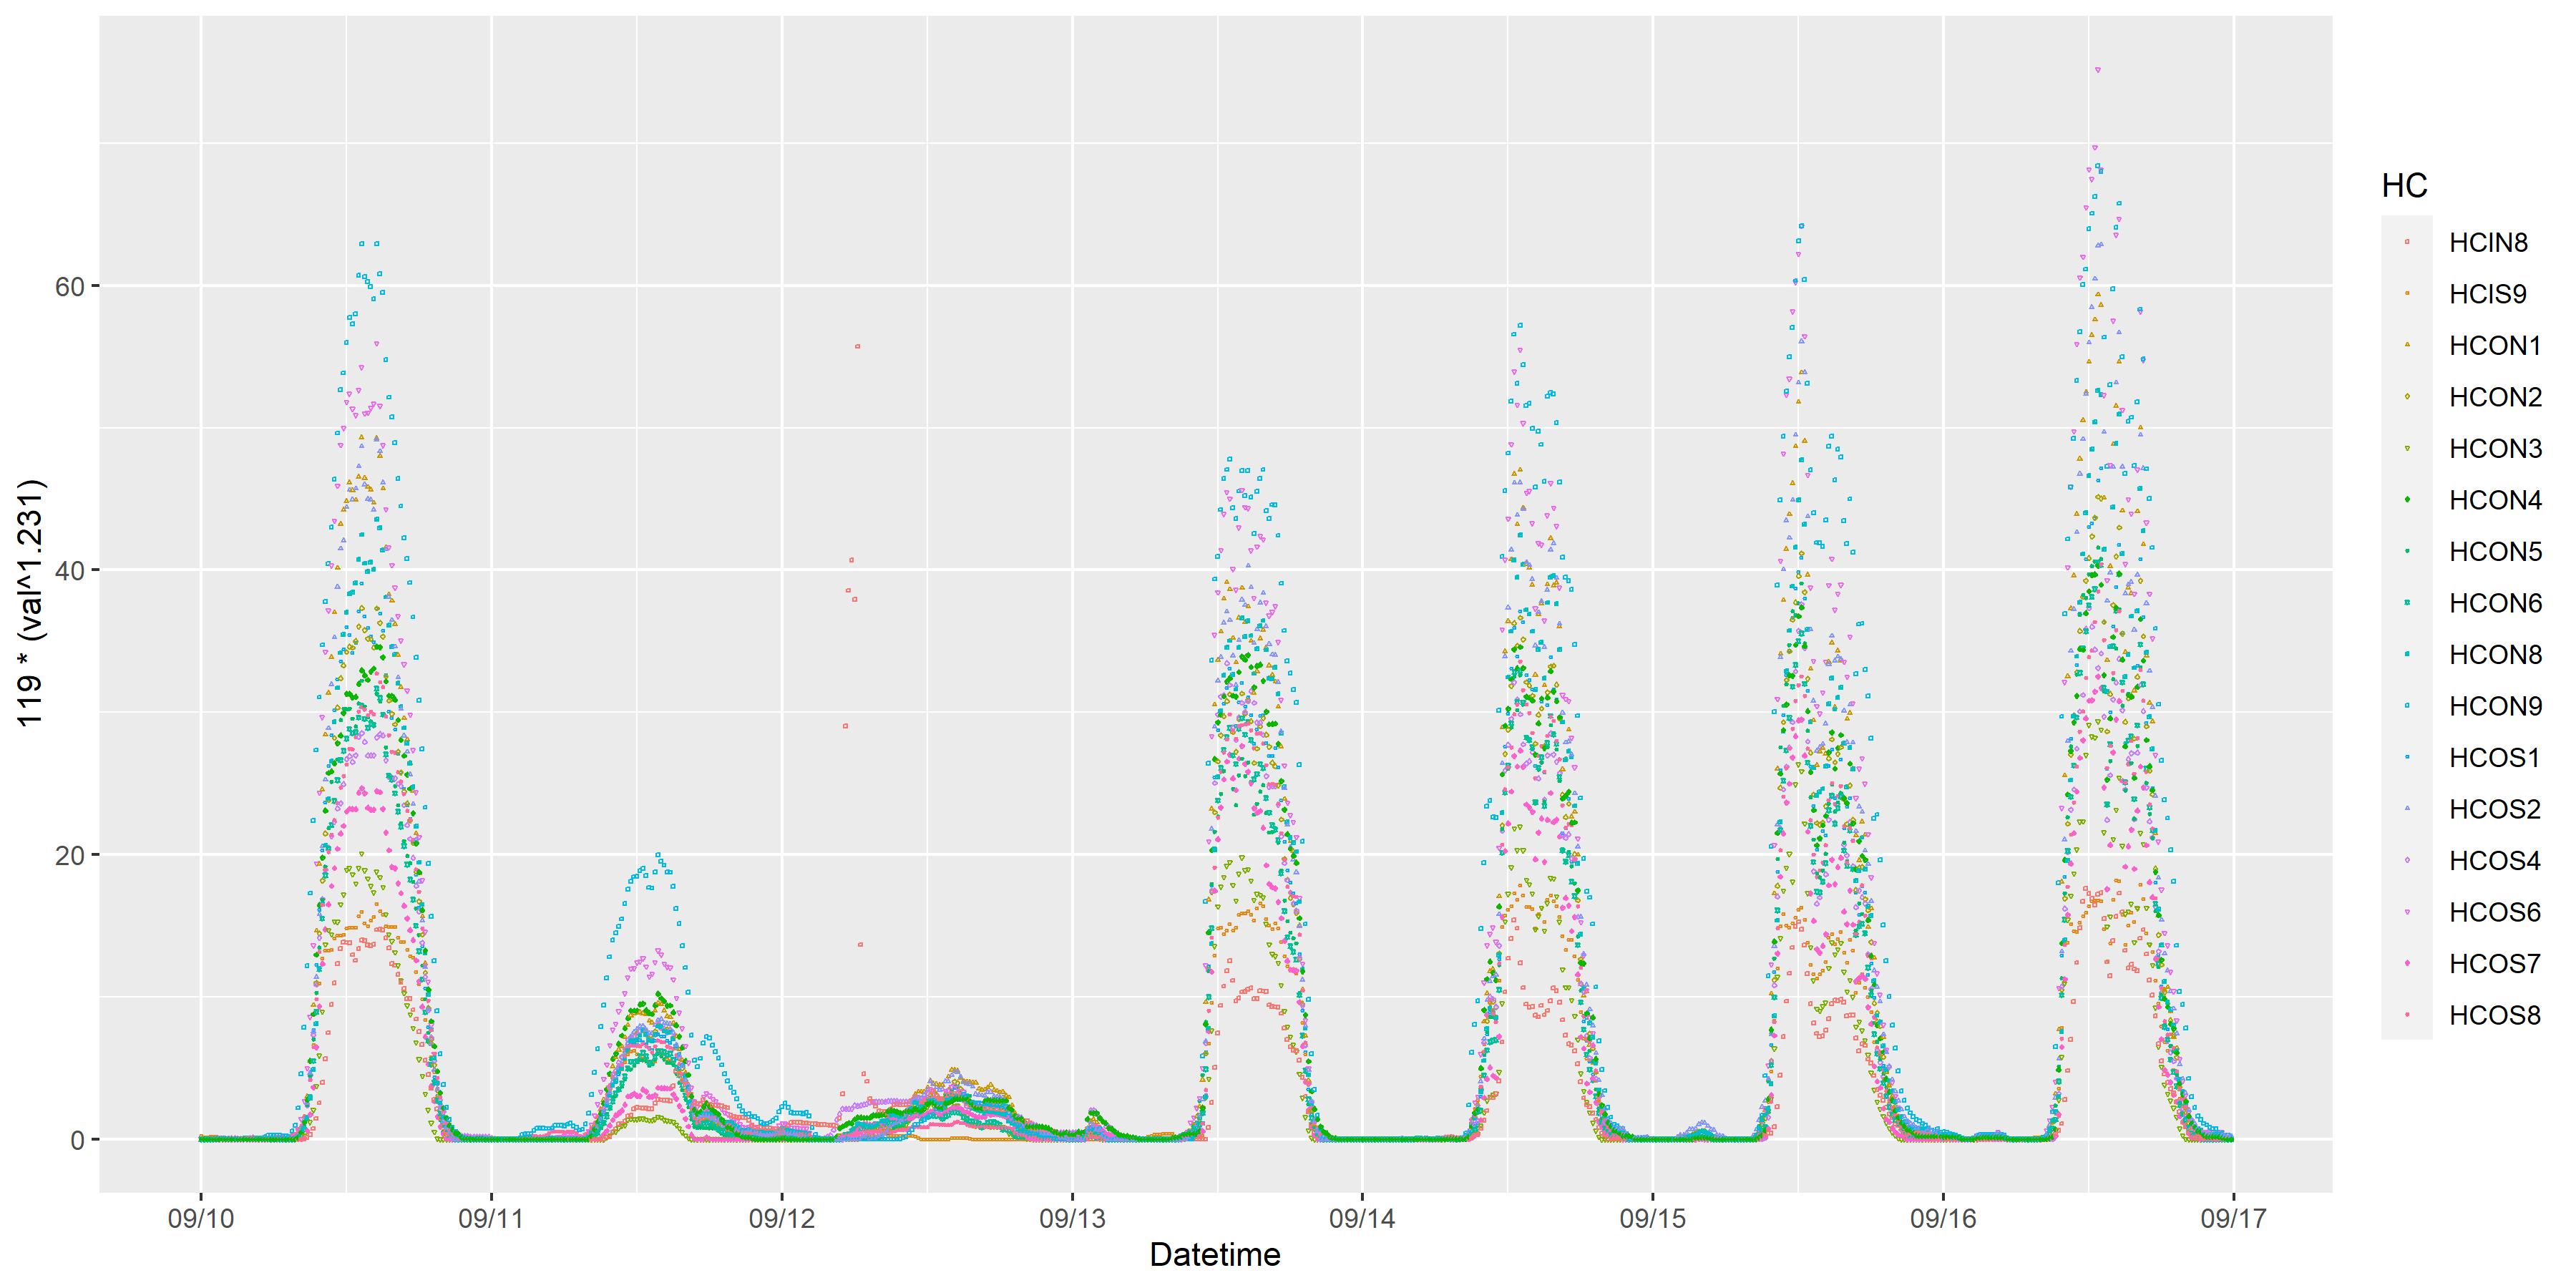 119 * (val^1.231)
60
40
20
0
09/10 09/11 09/12 09/13 09/14 09/15 09/16 09/17
Datetime
HC
HCIN8
HCIS9
HCON1
HCON2
HCON3
HCON4
HCON5
HCON6
HCON8
HCON9
HCOS1
HCOS2
HCOS4
HCOS6
HCOS7
HCOS8